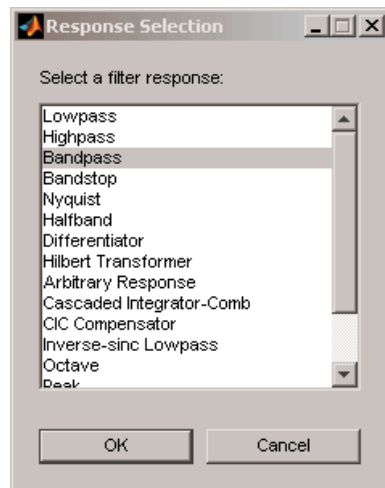 Response Selection
Select a filter response:
Lowpass
Highpass
Bandpass
Bandstop
Nyquist
Halfband
Differentiator
Hilbert Transformer
Arbitrary Response
Cascaded Integrator-Comb
CIC Compensator
Inverse-sinc Lowpass
Octave
Peak
OK
Cancel